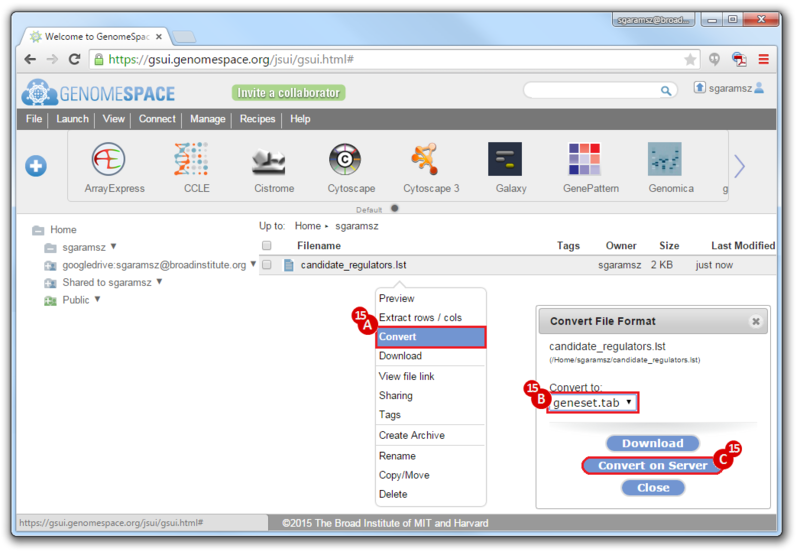 sgaramsz@broad...
Welcome to GenomeSpace
https://gsui.genomespace.org/jsui/gsui.html#
GENOMESPACE
Invite a collaborator
sgaramsz
File Launch View Connect Manage Recipes Help
ArrayExpress CCLE Cistrome Cytoscape Cytoscape 3 Galaxy GenePattern Genomica g
Default
Up to: Home ▸ sgaramsz
Home
Filename Tags Owner Size Last Modified
sgaramsz ▼
googledrive:sgaramsz@broadinstitute.org ▼
candidate_regulators.lst sgaramsz 2 KB just now
Shared to sgaramsz ▼
Public ▼
Preview
Extract rows / cols
15 A
Convert
Download
View file link
Sharing
Tags
Create Archive
Rename
Copy/Move
Delete
Convert File Format
candidate_regulators.lst
(/Home/sgaramsz/candidate_regulators.lst)
Convert to:
15 B
geneset.tab ▼
Download
Convert on Server
C 15
Close
https://gsui.genomespace.org/jsui/gsui.html#
©2015 The Broad Institute of MIT and Harvard